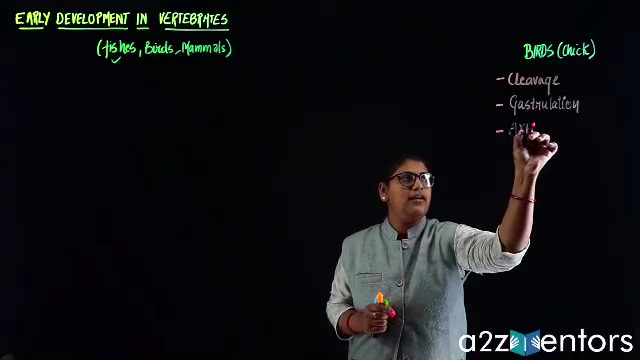 EARLY DEVELOPMENT IN VERTEBRATES
(fishes, Birds, Mammals)
BIRDS (Chick)
- Cleavage
- Gastrulation
-
a2zmentors